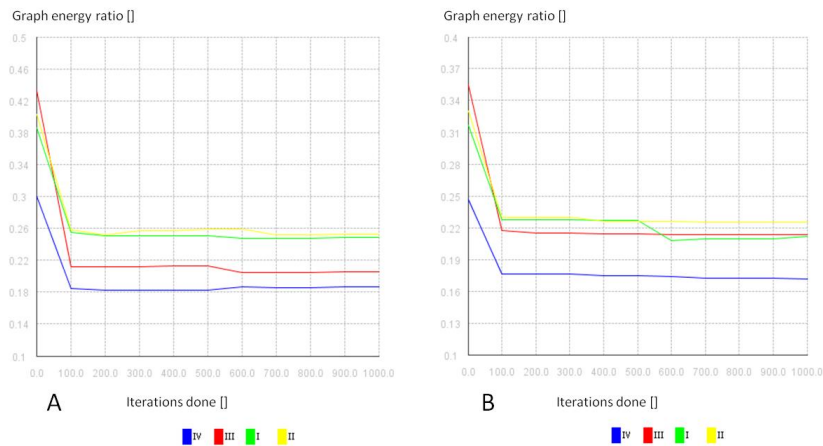 Graph energy ratio []
0.5
0.46
0.42
0.38
0.34
0.3
0.26
0.22
0.18
0.14
0.1
0.0 100.0 200.0 300.0 400.0 500.0 600.0 700.0 800.0 900.0 1000.0
A Iterations done []
IV III I II
Graph energy ratio []
0.4
0.37
0.34
0.31
0.28
0.25
0.22
0.19
0.16
0.13
0.1
0.0 100.0 200.0 300.0 400.0 500.0 600.0 700.0 800.0 900.0 1000.0
B Iterations done []
IV III I II